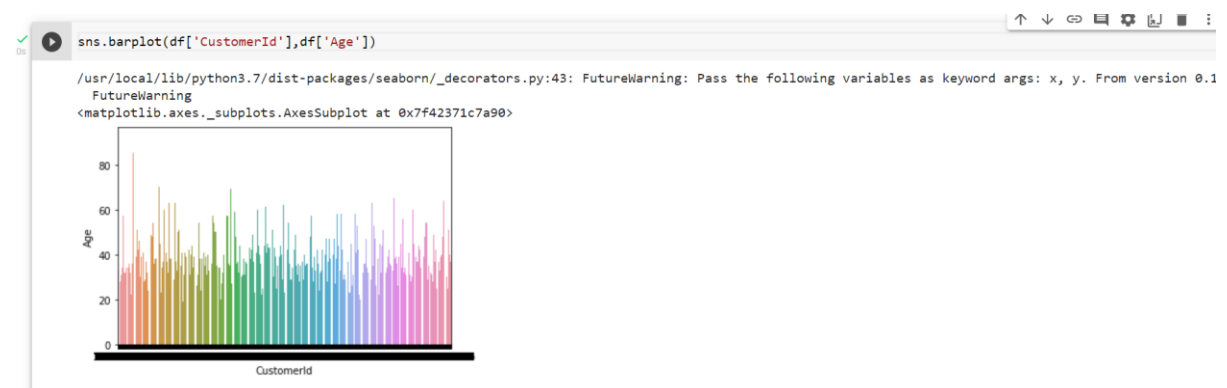 sns.barplot(df['CustomerId'],df['Age'])
0s
/usr/local/lib/python3.7/dist-packages/seaborn/_decorators.py:43: FutureWarning: Pass the following variables as keyword args: x, y. From version 0.1
FutureWarning
<matplotlib.axes._subplots.AxesSubplot at 0x7f42371c7a90>
80
60
Age
40
20
0
CustomerId